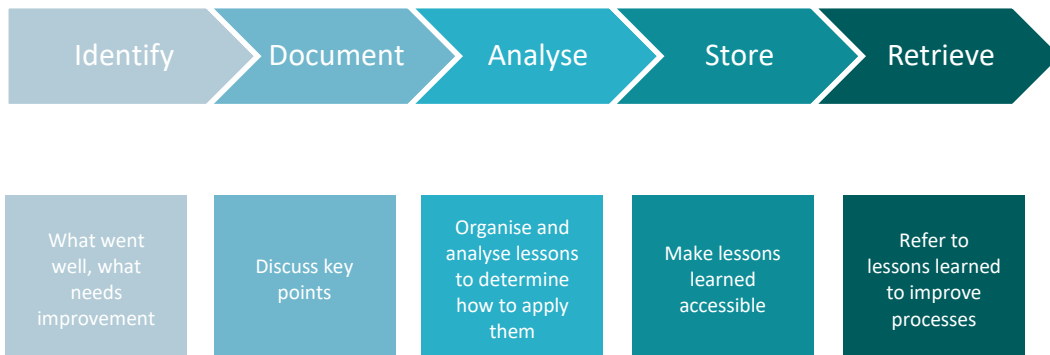 Identify
Document
Analyse
Store
Retrieve
What went
well, what
needs
improvement
Discuss key
points
Organise and
analyse lessons
to determine
how to apply
them
Make lessons
learned
accessible
Refer to
lessons learned
to improve
processes